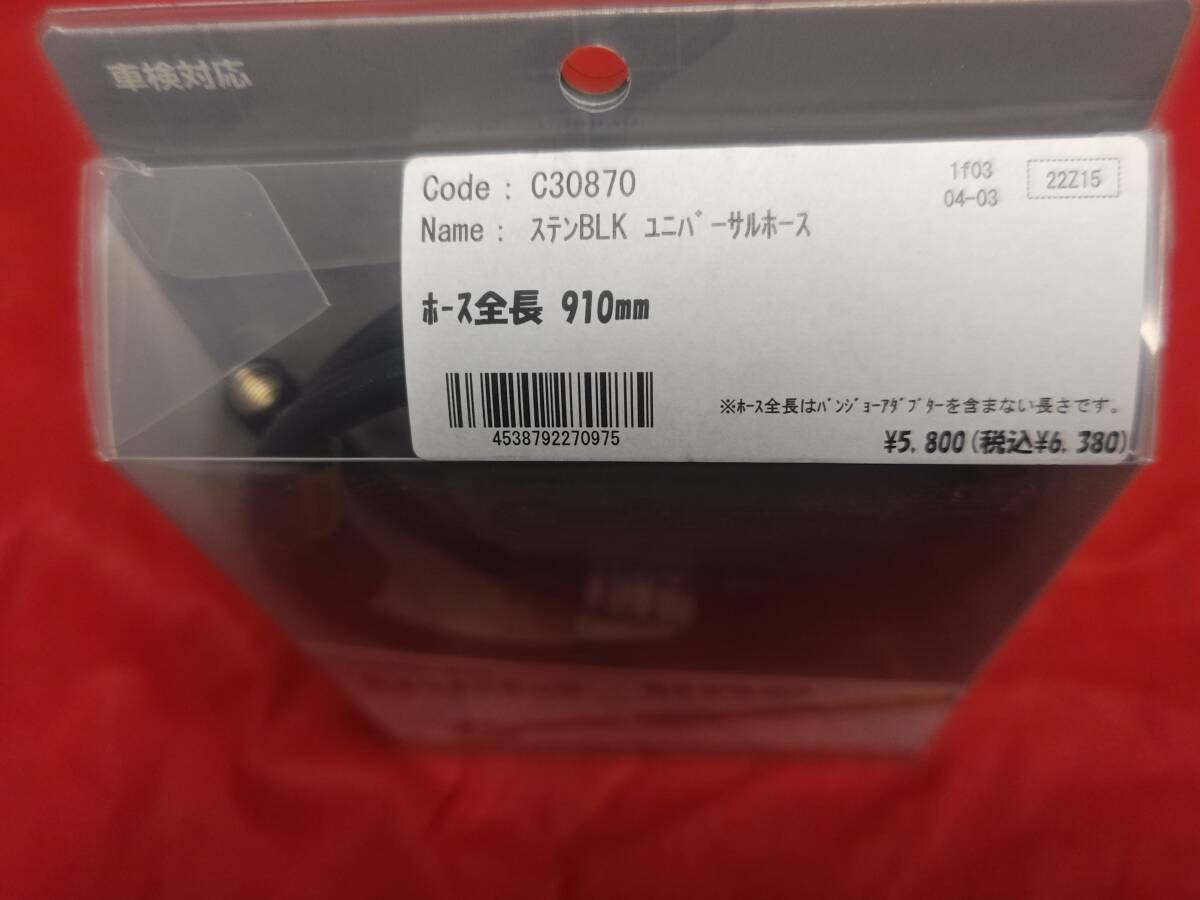 車検対応
Code : C30870
1f03
04-03
22Z15
Name : ｽﾃﾝBLK ﾕﾆﾊﾞｰｻﾙﾎｰｽ
ﾎｰｽ全長 910mm
4538792270975
※ﾎｰｽ全長はﾊﾞﾝｼﾞｮｰｱﾀﾞﾌﾟﾀｰを含まない長さです。
¥5,800(税込¥6,380)